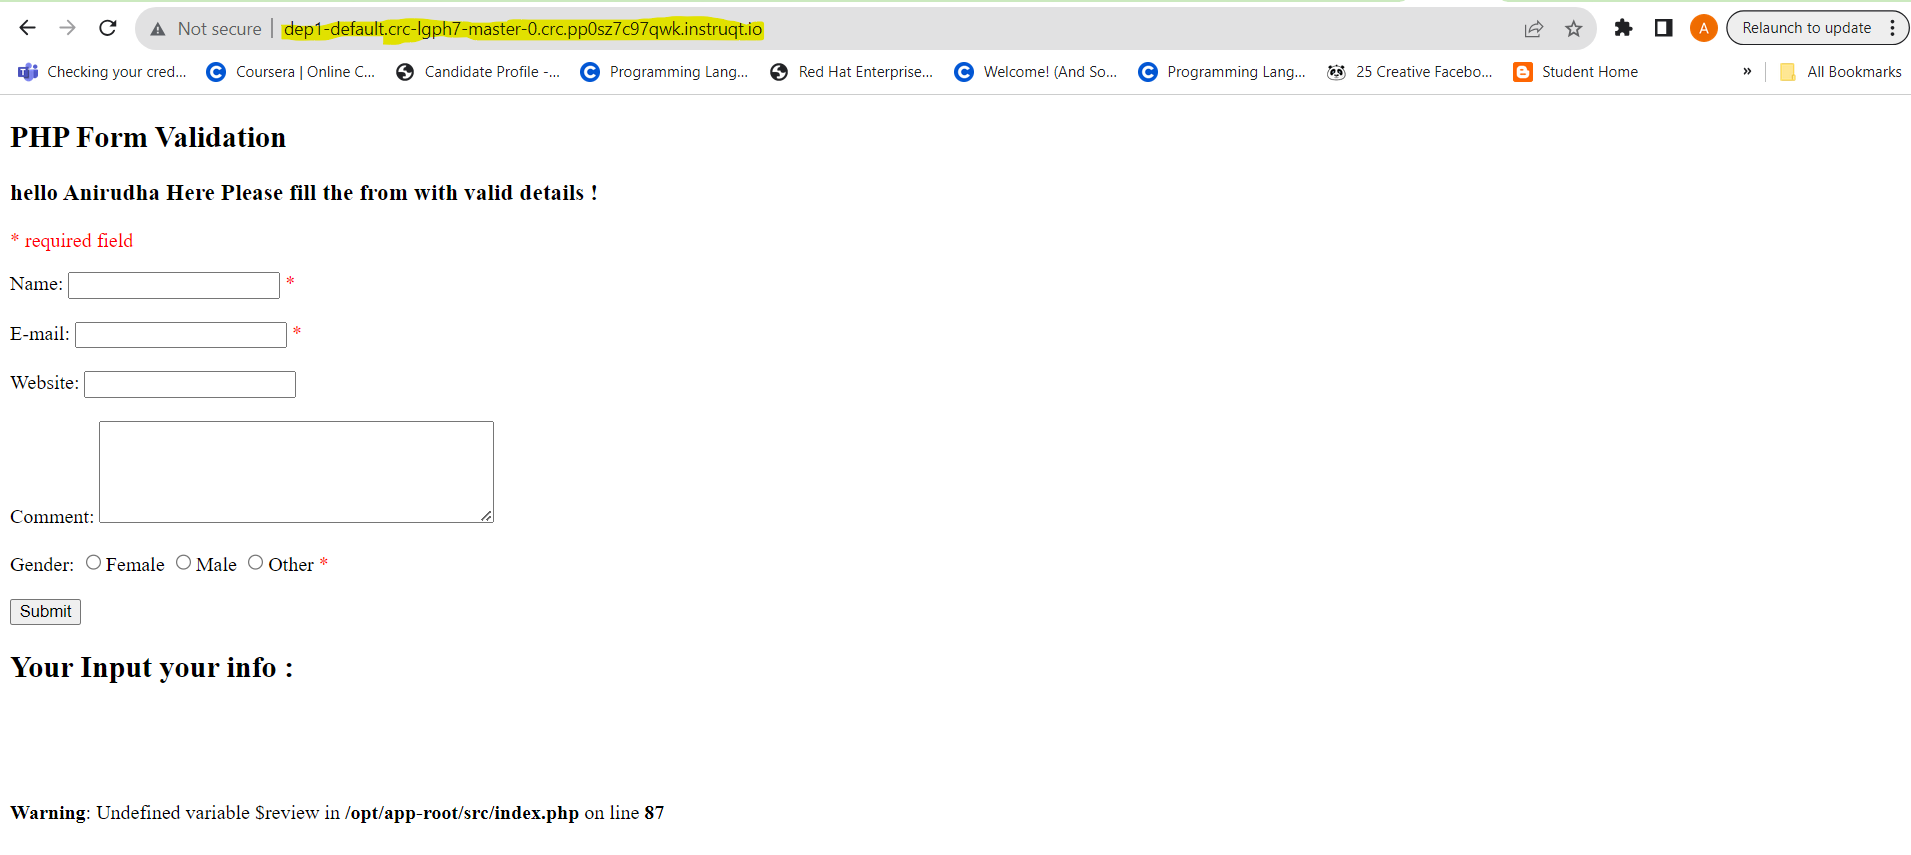 Not secure | dep1-default.crc-lgph7-master-0.crc.pp0sz7c97qwk.instruqt.io A Relaunch to update
Checking your cred... Coursera | Online C... Candidate Profile -... Programming Lang... Red Hat Enterprise... Welcome! (And So... Programming Lang... 25 Creative Facebo... Student Home » All Bookmarks
PHP Form Validation
hello Anirudha Here Please fill the from with valid details !
* required field
Name: *
E-mail: *
Website:
Comment:
Gender: Female Male Other *
Submit
Your Input your info :
Warning: Undefined variable $review in /opt/app-root/src/index.php on line 87